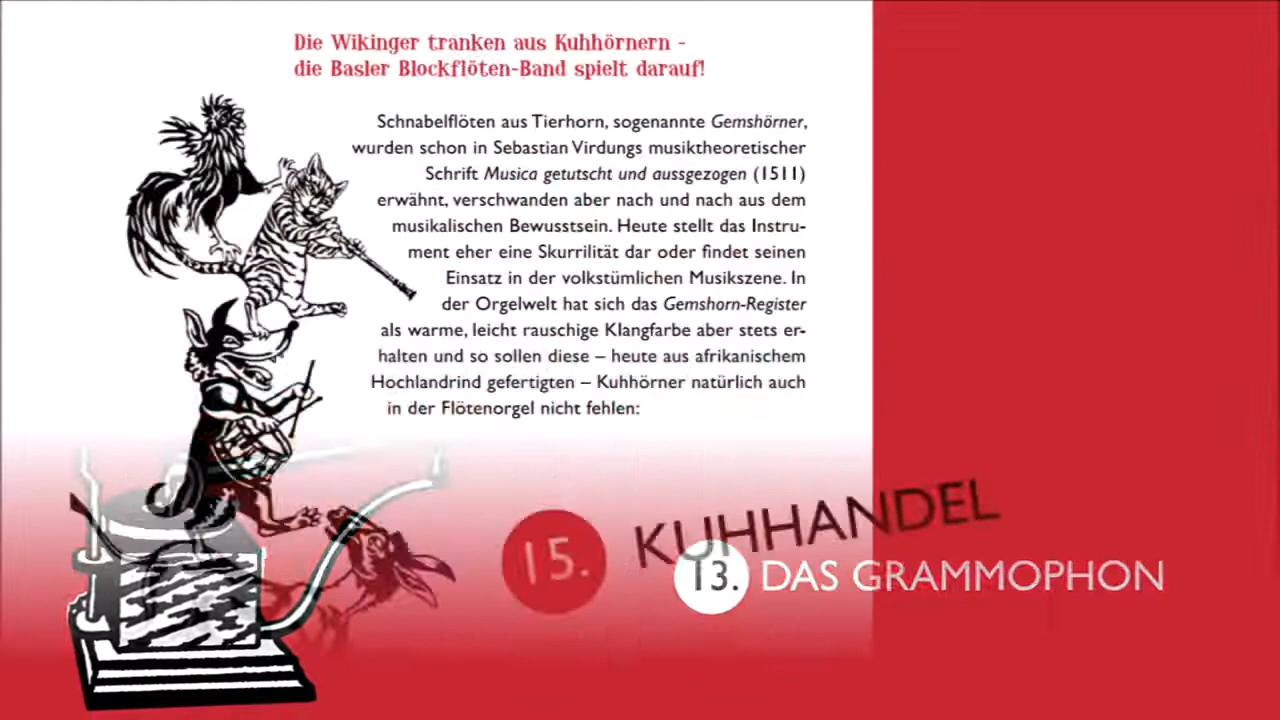 Die Wikinger tranken aus Kuhhörnern -
die Basler Blockflöten-Band spielt darauf!
Schnabelflöten aus Tierhorn, sogenannte Gemshörner,
wurden schon in Sebastian Virdungs musiktheoretischer
Schrift Musica getutscht und aussgezogen (1511)
erwähnt, verschwanden aber nach und nach aus dem
musikalischen Bewusstsein. Heute stellt das Instru-
ment eher eine Skurrilität dar oder findet seinen
Einsatz in der volkstümlichen Musikszene. In
der Orgelwelt hat sich das Gemshorn-Register
als warme, leicht rauschige Klangfarbe aber stets er-
halten und so sollen diese – heute aus afrikanischem
Hochlandrind gefertigten – Kuhhörner natürlich auch
in der Flötenorgel nicht fehlen:
15. KUHHANDEL
13. DAS GRAMMOPHON